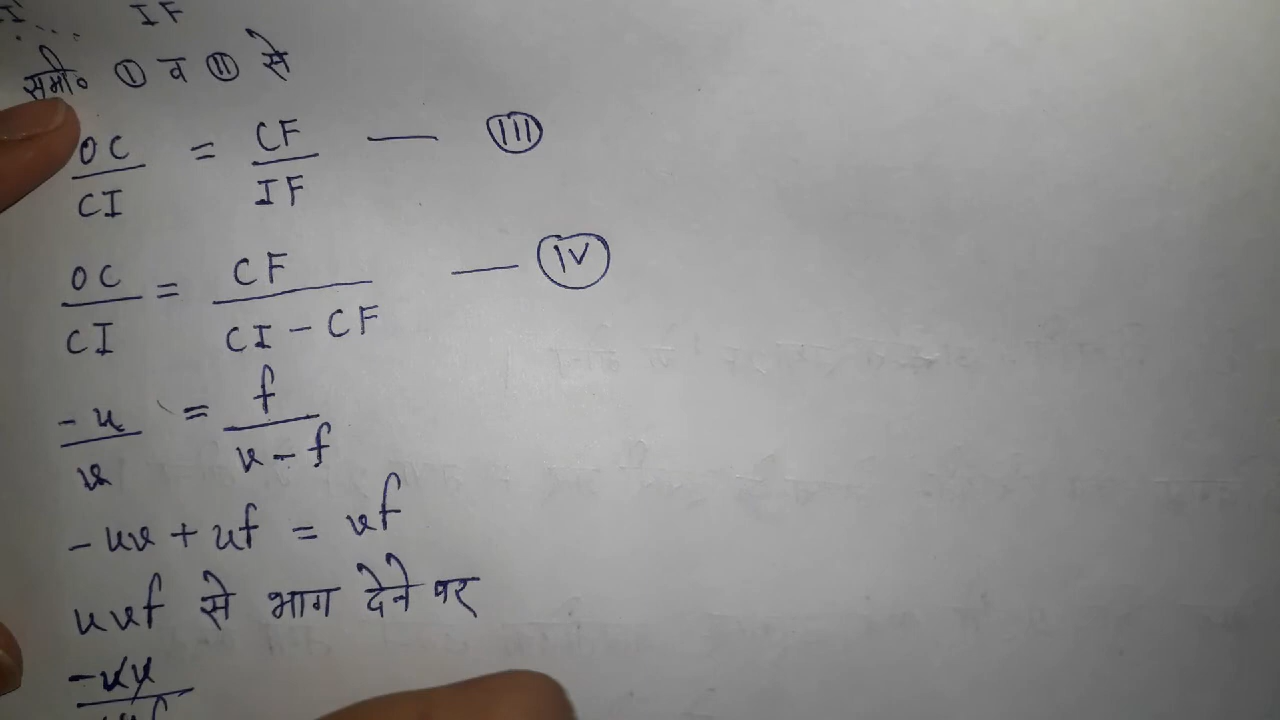 IF
समी० ① व ⑪ से
OC/CI = CF/IF — (III)
OC/CI = CF/(CI - CF) — (IV)
-u/v = f/(v - f)
-uv + uf = vf
uvf से भाग देने पर
-uv